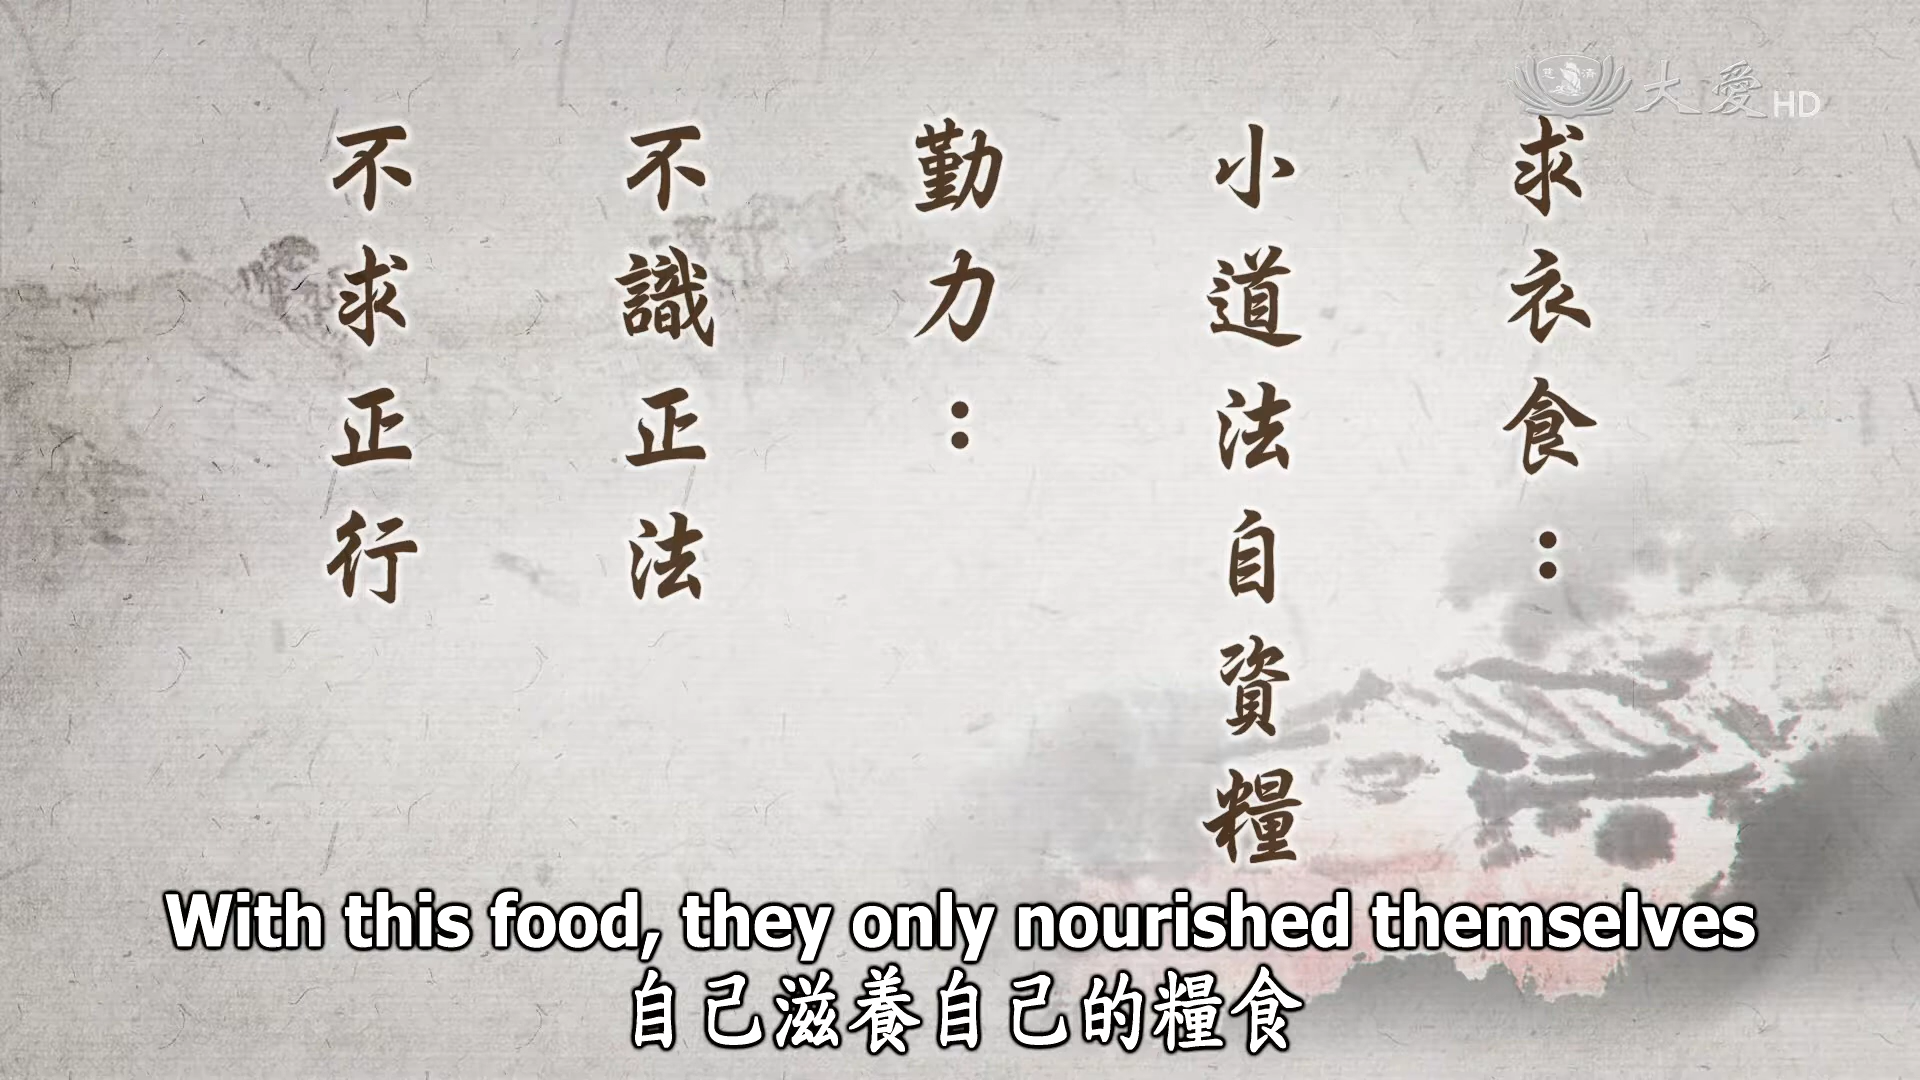 大愛HD
求衣食：
小道法自資糧
勤力：
不識正法
不求正行
With this food, they only nourished themselves
自己滋養自己的糧食